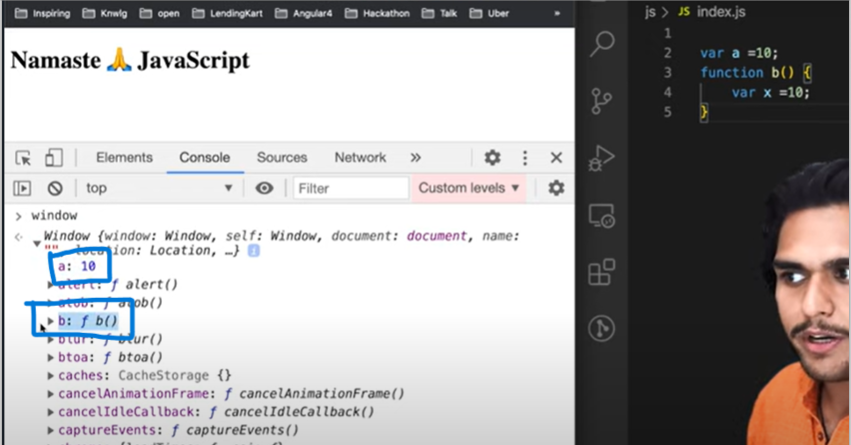 Inspiring Knwlg open LendingKart Angular4 Hackathon Talk Uber »
Namaste 🙏 JavaScript
Elements Console Sources Network »
top Filter Custom levels
> window
Window {window: Window, self: Window, document: document, name:
"", location: Location, …}
a: 10
alert: ƒ alert()
atob: ƒ atob()
b: ƒ b()
blur: ƒ blur()
btoa: ƒ btoa()
caches: CacheStorage {}
cancelAnimationFrame: ƒ cancelAnimationFrame()
cancelIdleCallback: ƒ cancelIdleCallback()
captureEvents: ƒ captureEvents()
js > JS index.js
1
2 var a =10;
3 function b() {
4 var x =10;
5 }